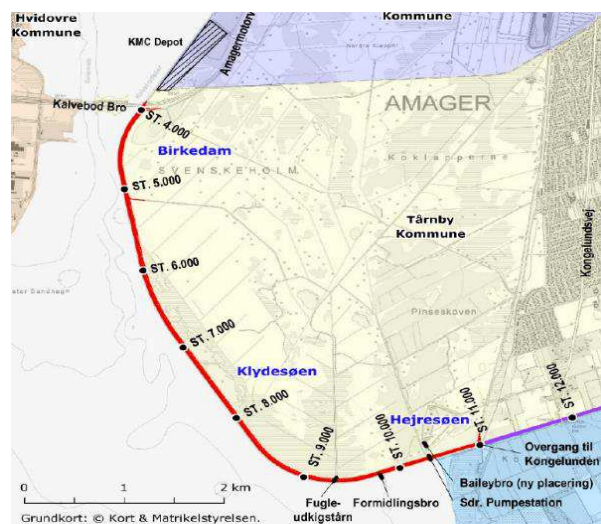 Hvidovre
Kommune
Kommune
KMC Depot
Amagermotorv
Kalvebod Bro
ST. 4.000
AMAGER
Birkedam
SVENSKEHOLM
Koklapperne
ST. 5.000
Tårnby
Kommune
Kongelundsvej
ST. 6.000
Pinseskoven
ST. 7.000
Klydesøen
ST. 8.000
Hejresøen
ST. 9.000
ST. 10.000
ST. 11.000
ST. 12.000
Overgang til
Kongelunden
Baileybro (ny placering)
Sdr. Pumpestation
Formidlingsbro
Fugle-
udkigstårn
0 1 2 km
Grundkort: © Kort & Matrikelstyrelsen.